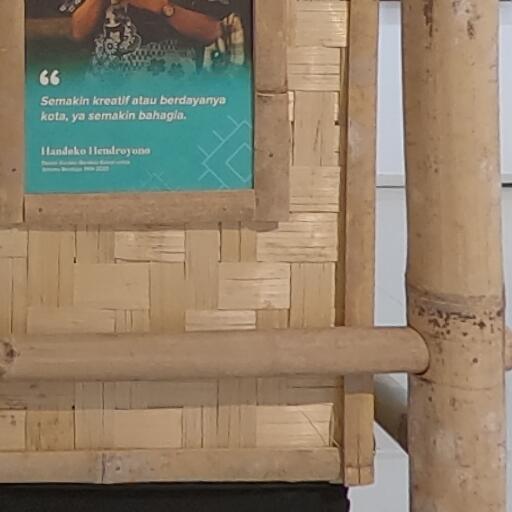 “
Semakin kreatif atau berdayanya
kota, ya semakin bahagia.
Handoko Hendroyono